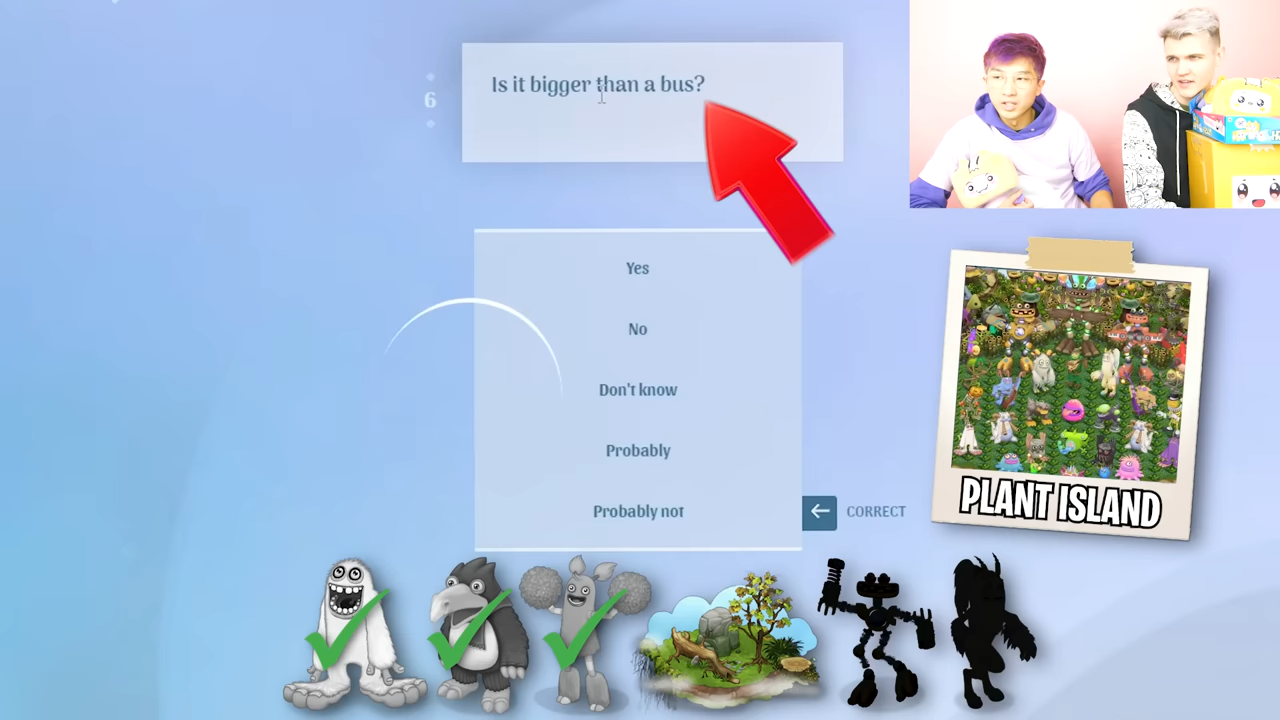 6
Is it bigger than a bus?
Yes
No
Don't know
Probably
Probably not
CORRECT
PLANT ISLAND